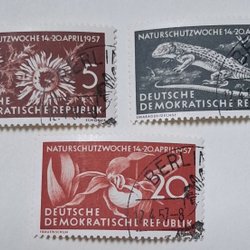 NATURSCHUTZWOCHE 14-20.APRIL 1957
5
DEUTSCHE
DEMOKRATISCHE REPUBLIK
NATURSCHUTZWOCHE 14-20.APRIL 1957
DEUTSCHE
DEMOKRATISCHE REPUBLIK
BERLIN
NATURSCHUTZWOCHE 14-20.APRIL 1957
20
DEUTSCHE
DEMOKRATISCHE REPUBLIK
BERLIN